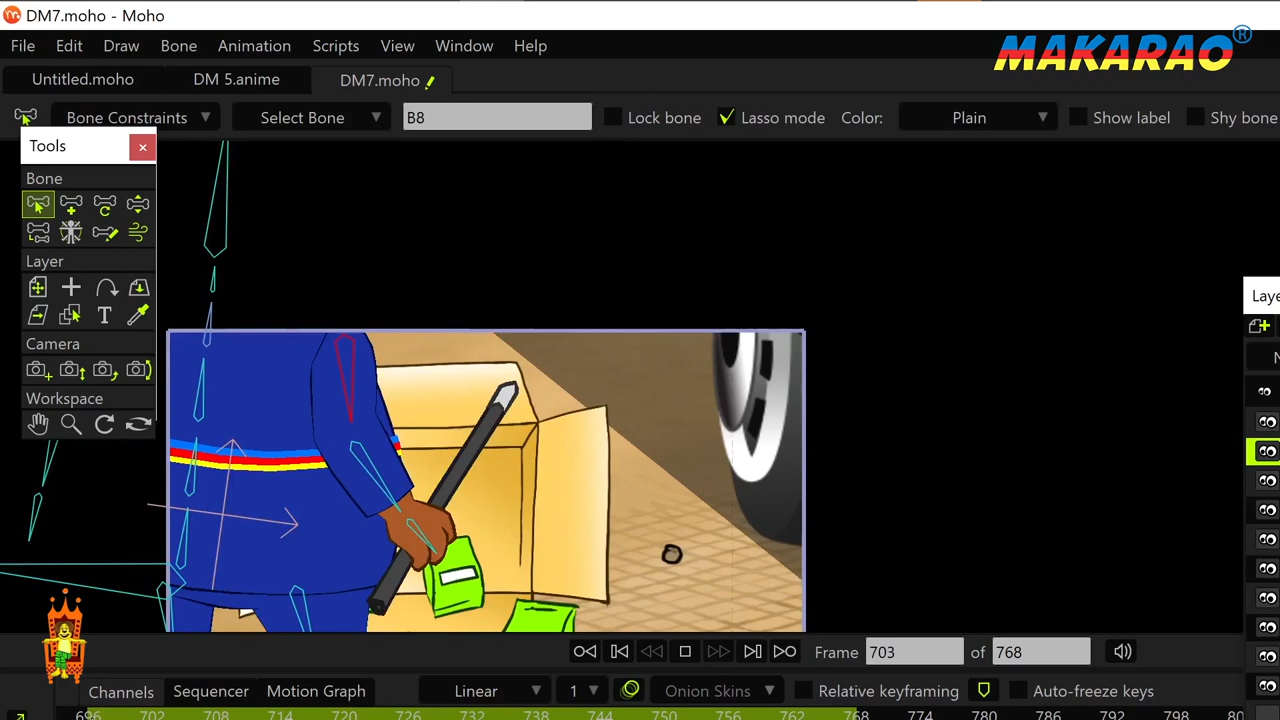 DM7.moho - Moho
MAKARAO®
File Edit Draw Bone Animation Scripts View Window Help
Untitled.moho DM 5.anime DM7.moho
Bone Constraints Select Bone B8 Lock bone Lasso mode Color: Plain Show label Shy bone
Tools
Bone
Layer
Camera
Workspace
Laye
Frame 703 of 768
Channels Sequencer Motion Graph Linear 1 Onion Skins Relative keyframing Auto-freeze keys
696 702 708 714 720 726 732 738 744 750 756 762 768 774 780 786 792 798 80